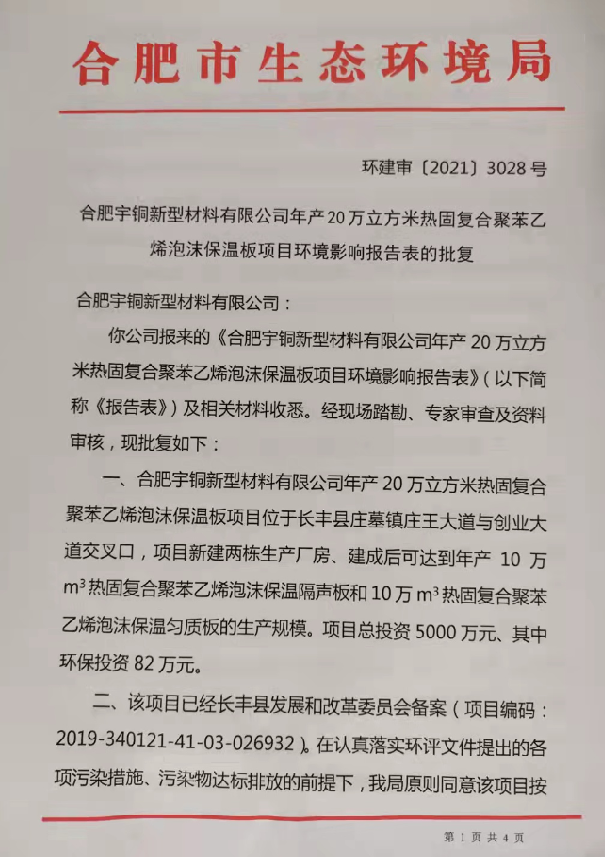 合肥市生态环境局
环建审〔2021〕3028号
合肥宇铜新型材料有限公司年产20万立方米热固复合聚苯乙
烯泡沫保温板项目环境影响报告表的批复
合肥宇铜新型材料有限公司：
你公司报来的《合肥宇铜新型材料有限公司年产20万立方
米热固复合聚苯乙烯泡沫保温板项目环境影响报告表》（以下简
称《报告表》）及相关材料收悉。经现场踏勘、专家审查及资料
审核，现批复如下：
一、合肥宇铜新型材料有限公司年产20万立方米热固复合
聚苯乙烯泡沫保温板项目位于长丰县庄墓镇庄王大道与创业大
道交叉口，项目新建两栋生产厂房、建成后可达到年产 10 万
m³热固复合聚苯乙烯泡沫保温隔声板和10万m³热固复合聚苯
乙烯泡沫保温匀质板的生产规模。项目总投资5000万元、其中
环保投资82万元。
二、该项目已经长丰县发展和改革委员会备案（项目编码：
2019-340121-41-03-026932）。在认真落实环评文件提出的各
项污染措施、污染物达标排放的前提下，我局原则同意该项目按
第 1 页 共 4 页